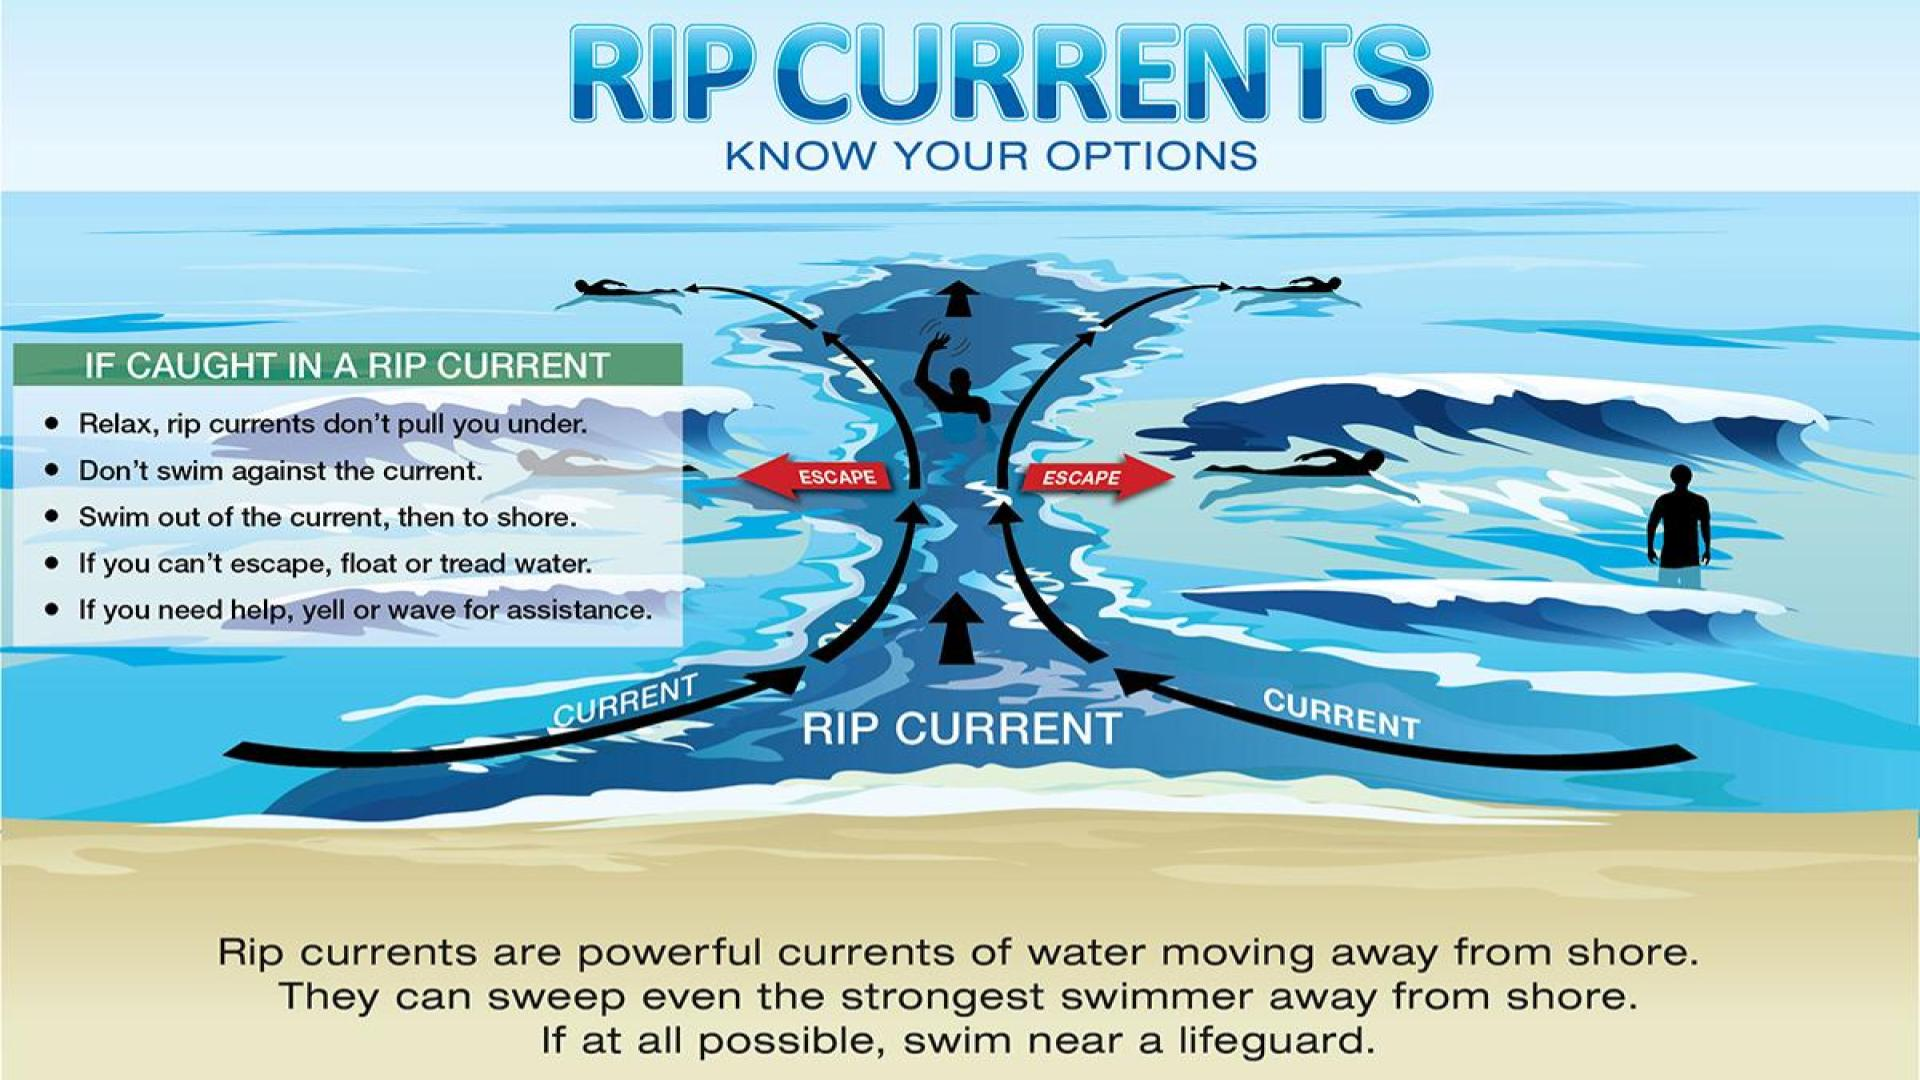 RIP CURRENTS
KNOW YOUR OPTIONS
IF CAUGHT IN A RIP CURRENT
• Relax, rip currents don't pull you under.
• Don't swim against the current.
• Swim out of the current, then to shore.
• If you can't escape, float or tread water.
• If you need help, yell or wave for assistance.
ESCAPE
ESCAPE
CURRENT
RIP CURRENT
CURRENT
Rip currents are powerful currents of water moving away from shore.
They can sweep even the strongest swimmer away from shore.
If at all possible, swim near a lifeguard.